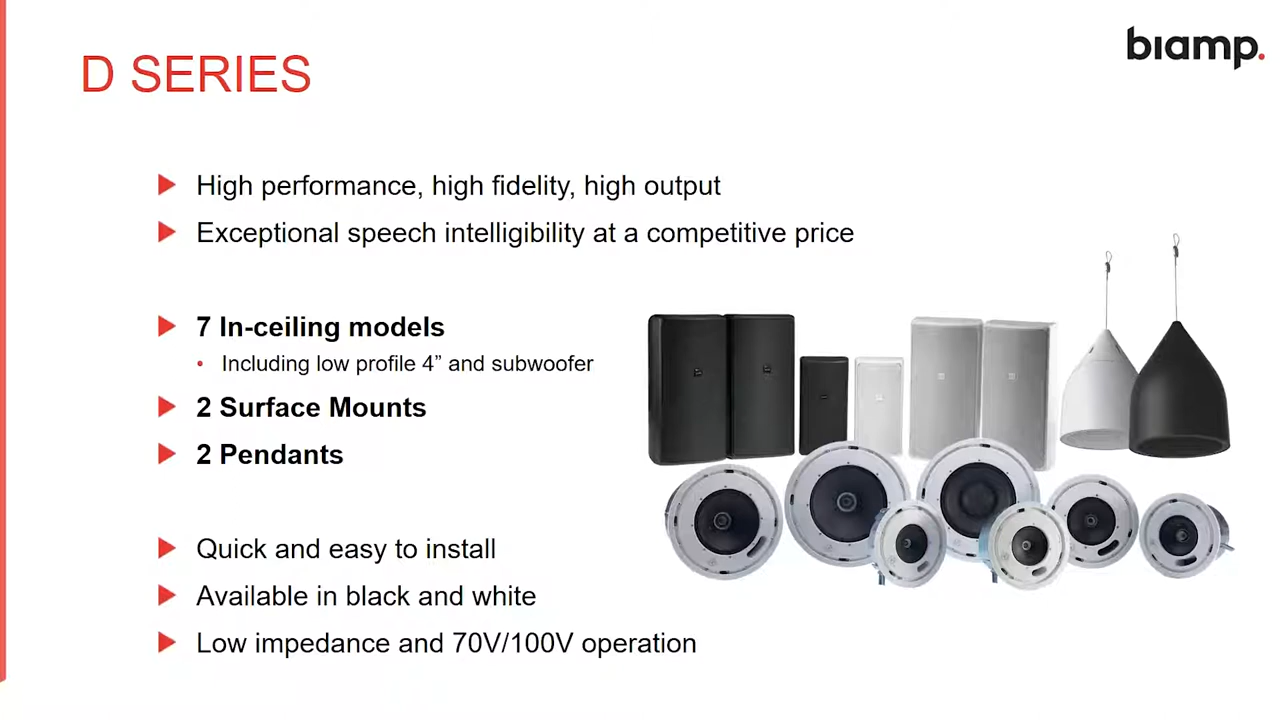 D SERIES
biamp.
High performance, high fidelity, high output
Exceptional speech intelligibility at a competitive price
7 In-ceiling models
Including low profile 4” and subwoofer
2 Surface Mounts
2 Pendants
Quick and easy to install
Available in black and white
Low impedance and 70V/100V operation